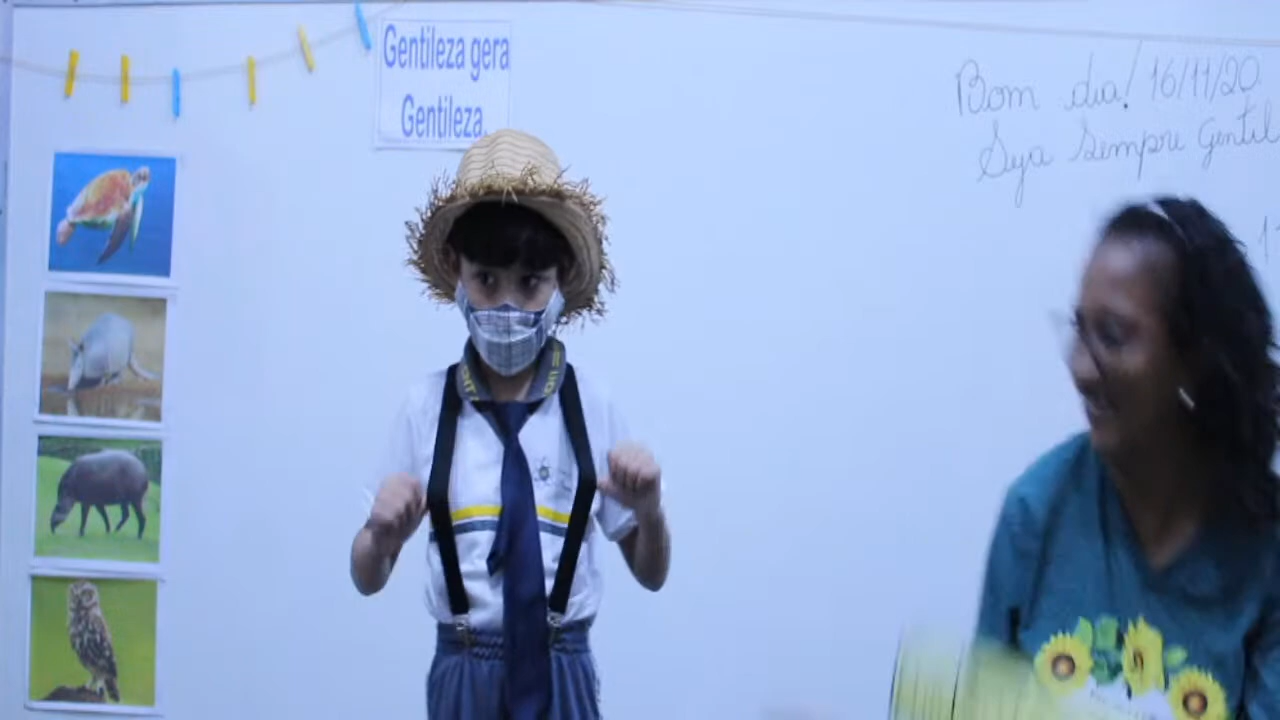 Gentileza gera
Gentileza.
Bom dia! 16/11/20
Seja Sempre Gentil